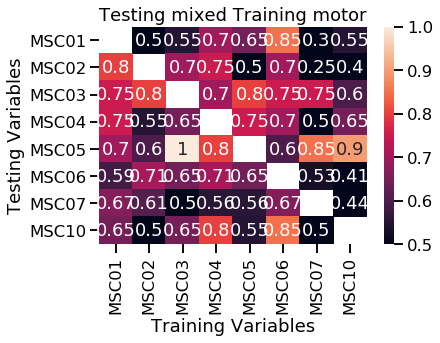 Testing mixed Training motor
Testing Variables
MSC01 0.5 0.55 0.7 0.65 0.85 0.3 0.55
MSC02 0.8 0.7 0.75 0.5 0.7 0.25 0.4
MSC03 0.75 0.8 0.7 0.8 0.75 0.75 0.6
MSC04 0.75 0.55 0.65 0.75 0.7 0.5 0.65
MSC05 0.7 0.6 1 0.8 0.6 0.85 0.9
MSC06 0.59 0.71 0.65 0.71 0.65 0.53 0.41
MSC07 0.67 0.61 0.5 0.56 0.56 0.67 0.44
MSC10 0.65 0.5 0.65 0.8 0.55 0.85 0.5
MSC01 MSC02 MSC03 MSC04 MSC05 MSC06 MSC07 MSC10
Training Variables
1.0
0.9
0.8
0.7
0.6
0.5